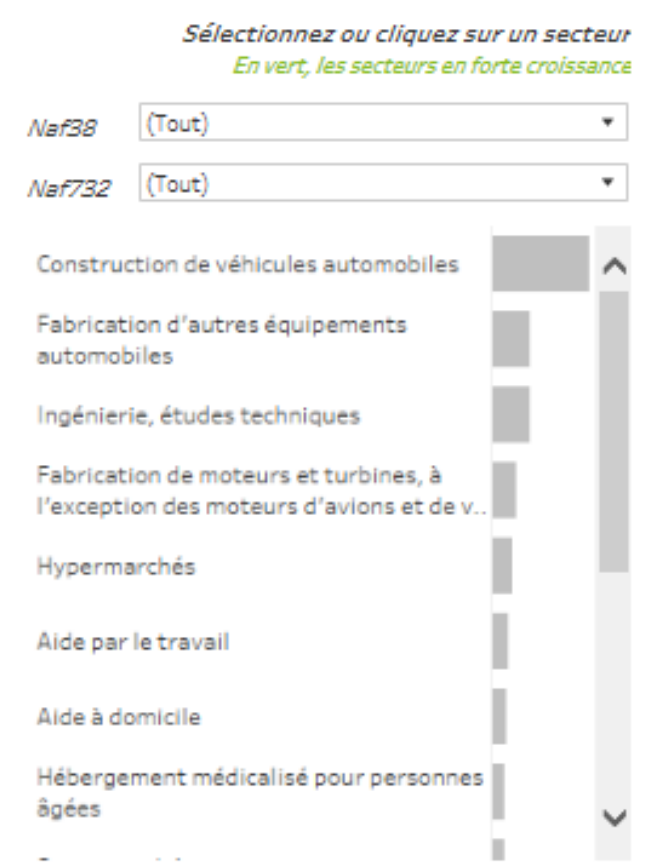 Sélectionnez ou cliquez sur un secteur
En vert, les secteurs en forte croissance
Naf38 (Tout)
Naf732 (Tout)
Construction de véhicules automobiles
Fabrication d'autres équipements
automobiles
Ingénierie, études techniques
Fabrication de moteurs et turbines, à
l'exception des moteurs d'avions et de v..
Hypermarchés
Aide par le travail
Aide à domicile
Hébergement médicalisé pour personnes
âgées